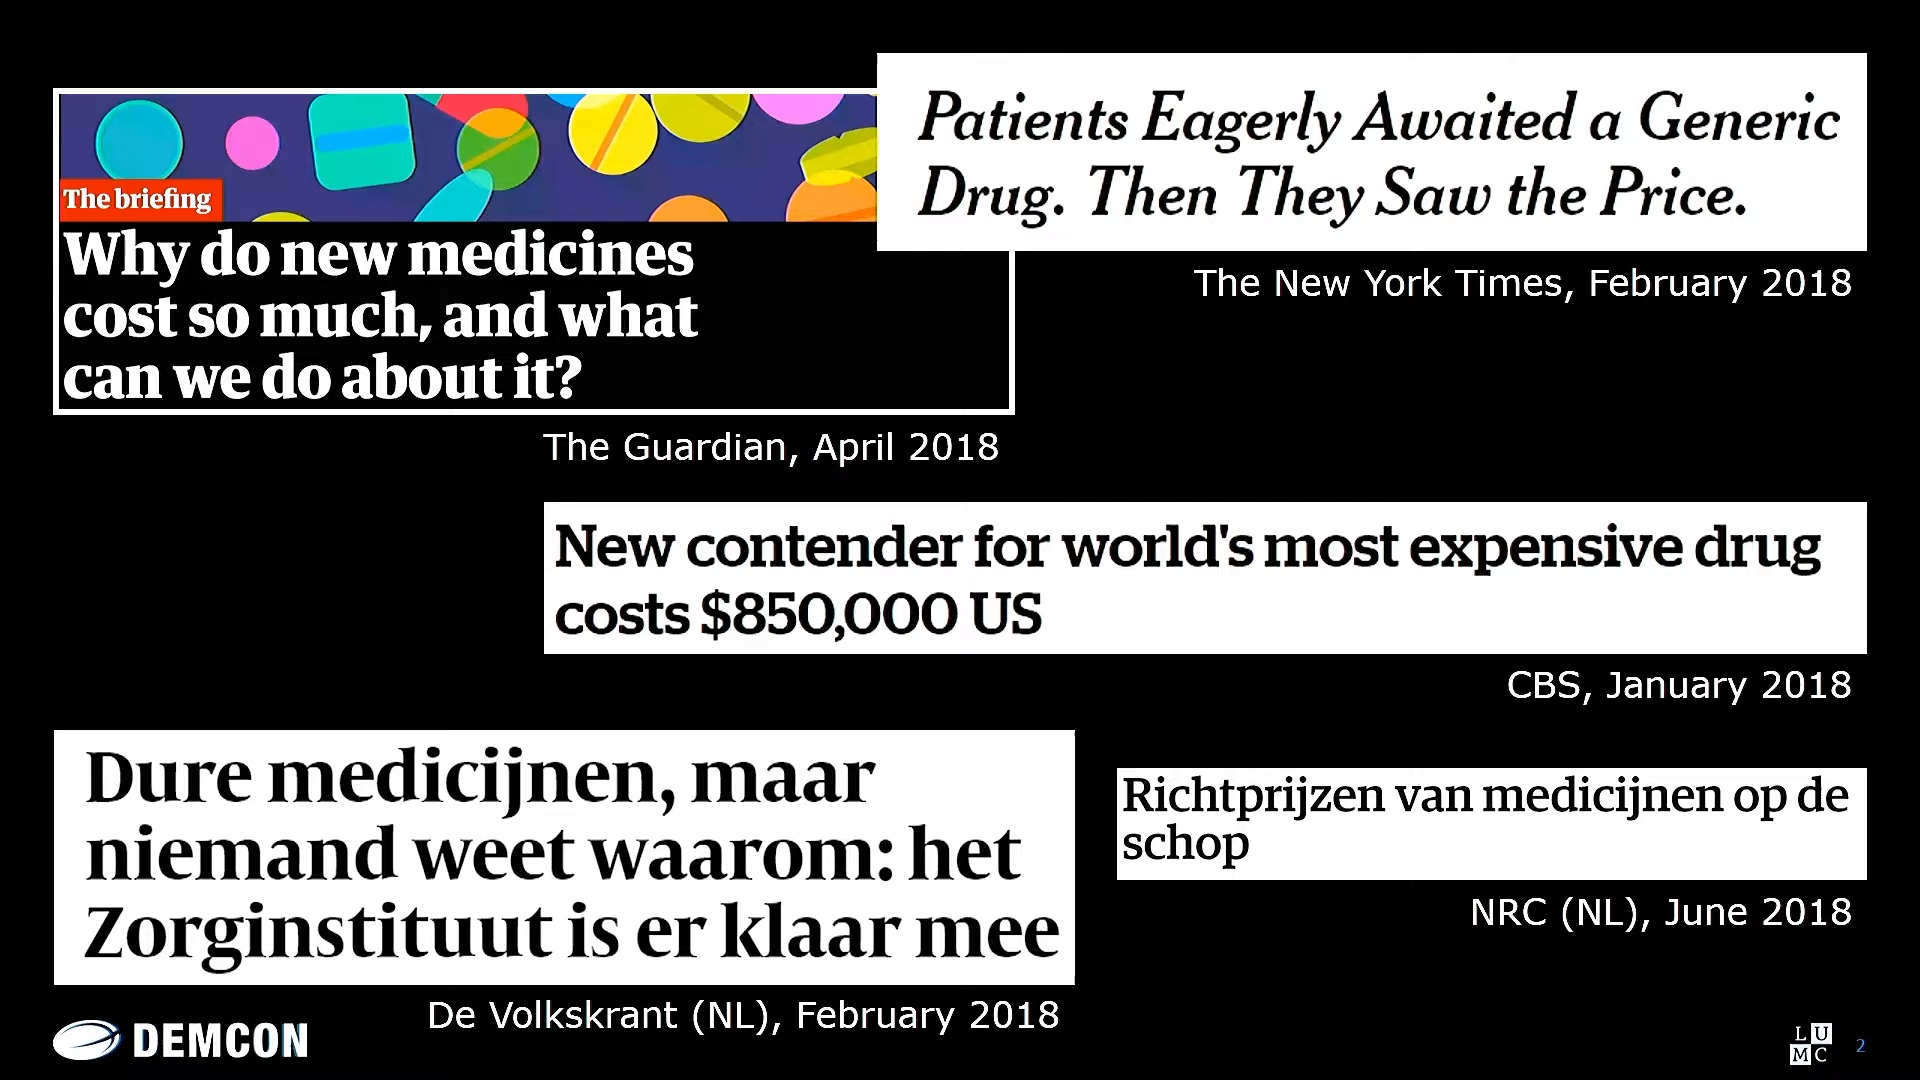 The briefing
Why do new medicines
cost so much, and what
can we do about it?
The Guardian, April 2018
Patients Eagerly Awaited a Generic
Drug. Then They Saw the Price.
The New York Times, February 2018
New contender for world's most expensive drug
costs $850,000 US
CBS, January 2018
Dure medicijnen, maar
niemand weet waarom: het
Zorginstituut is er klaar mee
De Volkskrant (NL), February 2018
Richtprijzen van medicijnen op de
schop
NRC (NL), June 2018
DEMCON
LU
MC
2